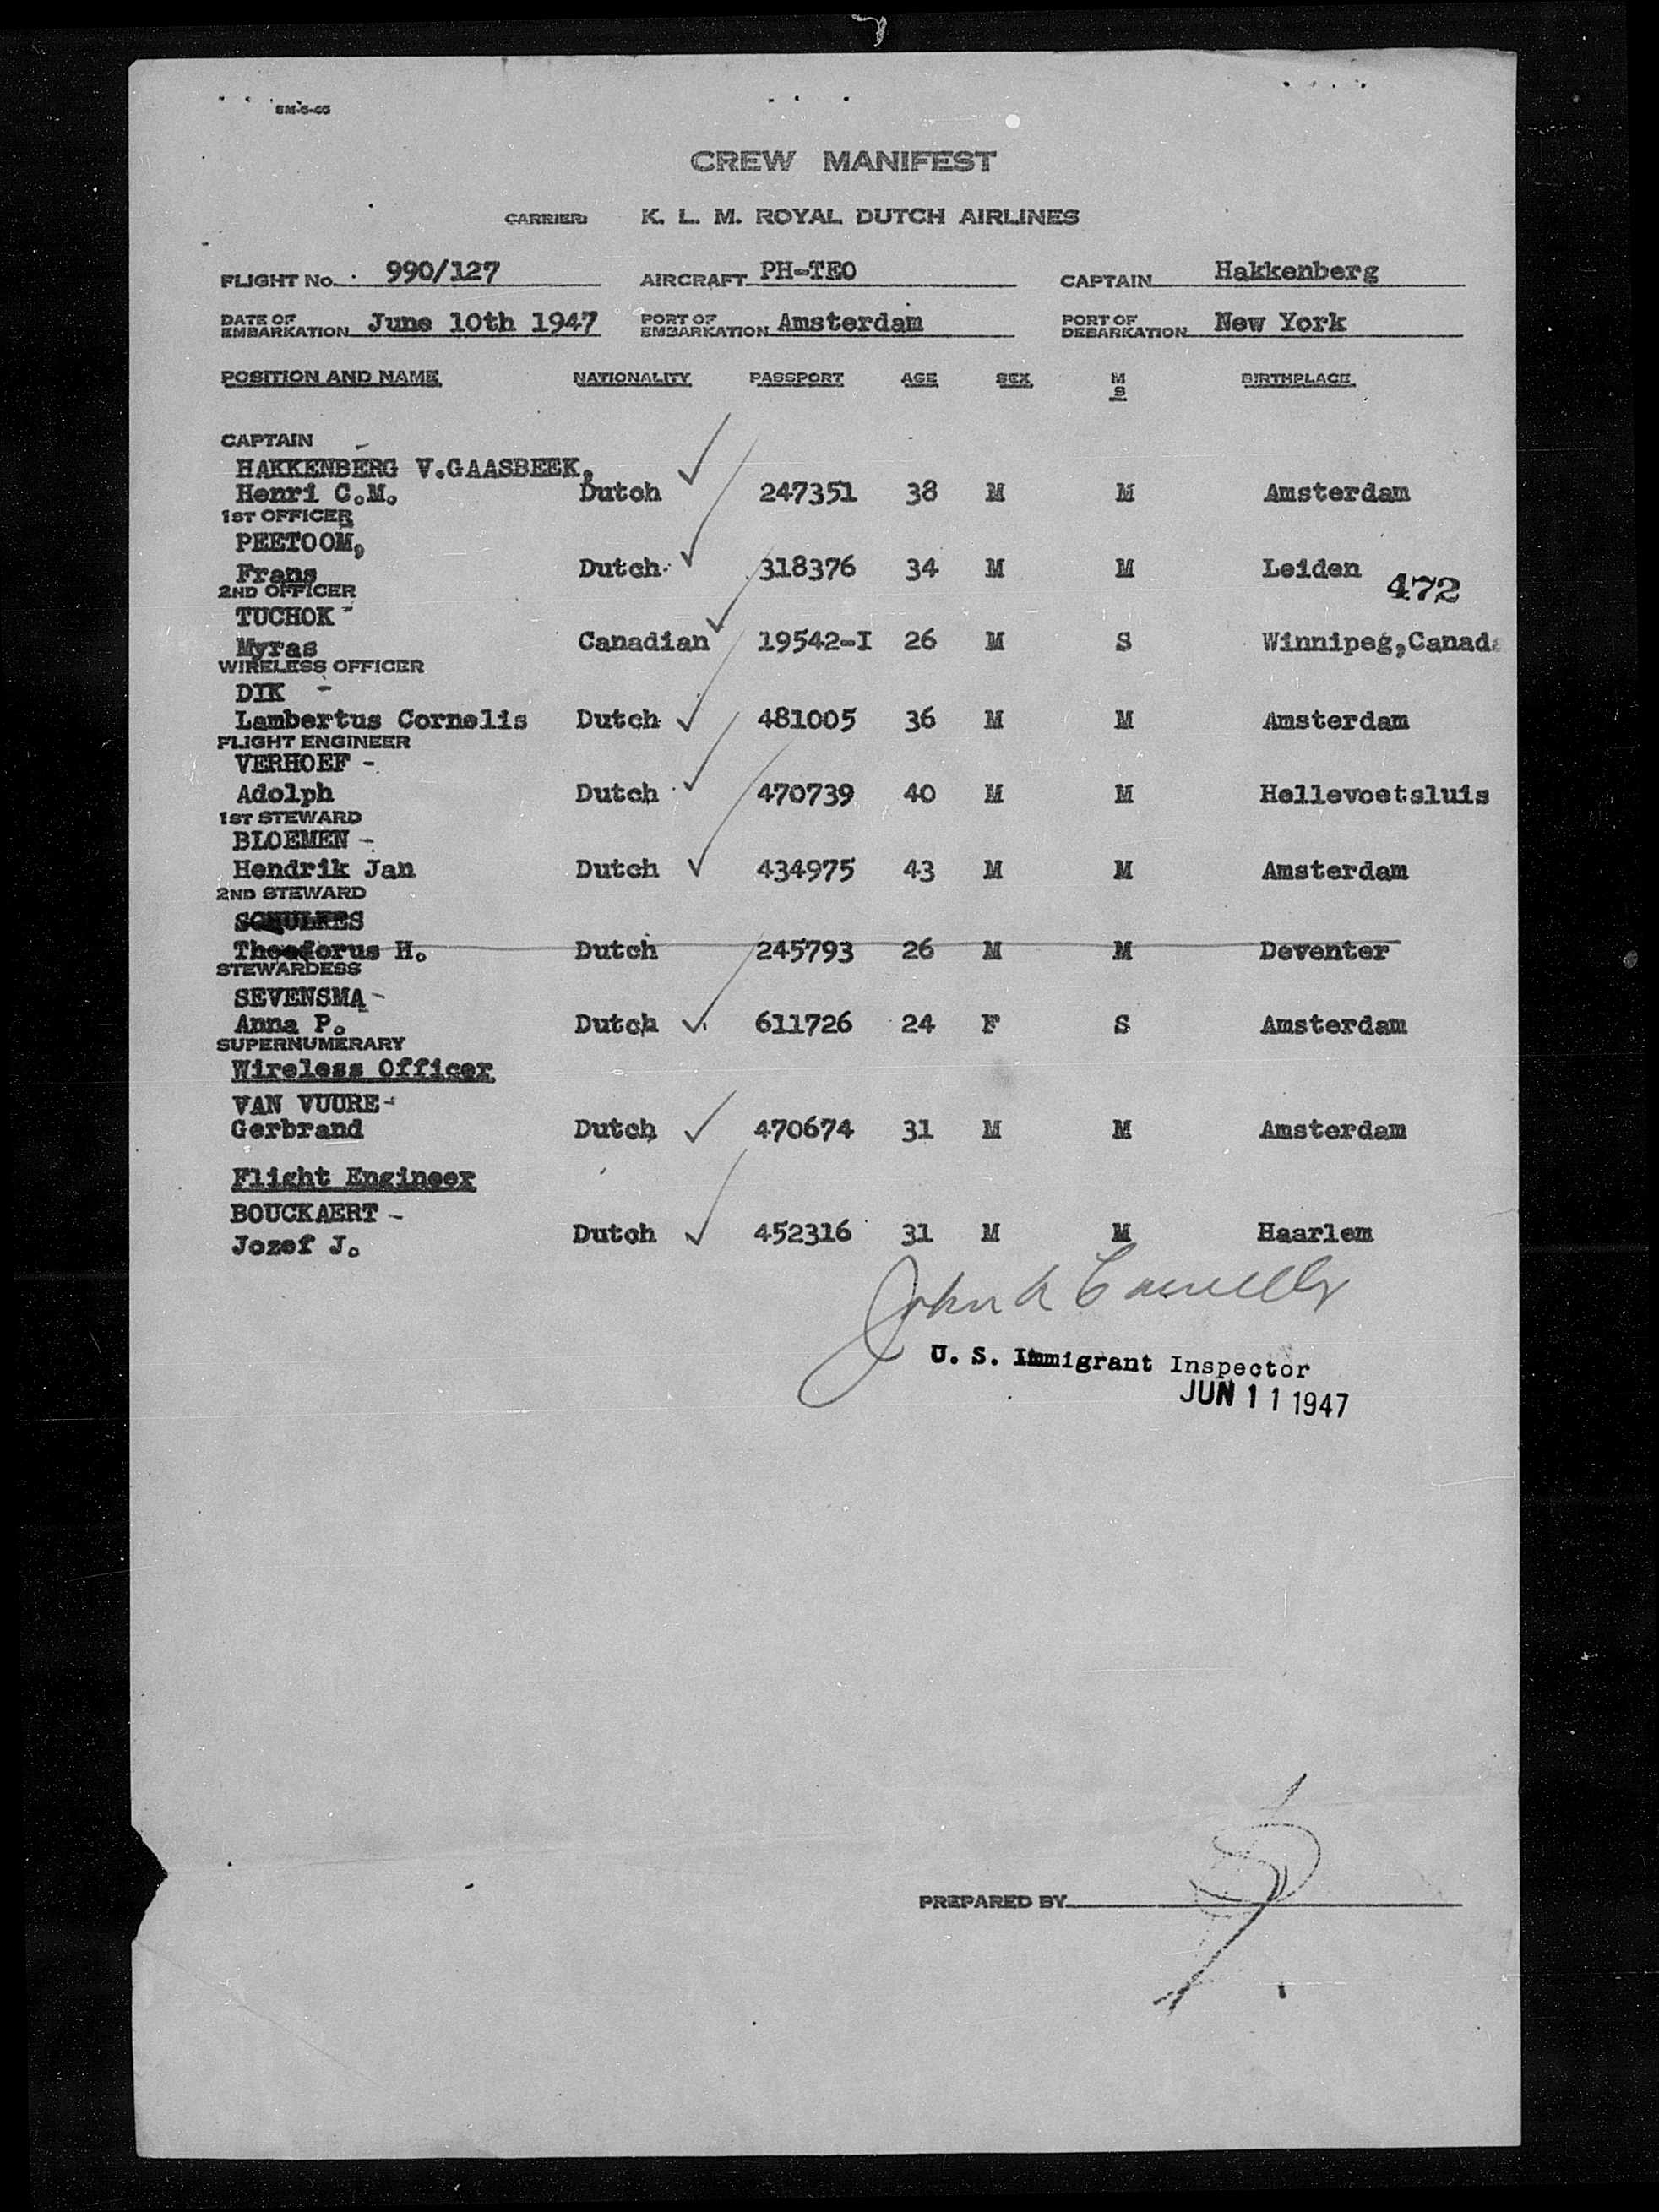 5M-5-45
CREW MANIFEST
CARRIER: K. L. M. ROYAL DUTCH AIRLINES
FLIGHT No. 990/127 AIRCRAFT PH-TEO CAPTAIN Hakkenberg
DATE OF EMBARKATION June 10th 1947 PORT OF EMBARKATION Amsterdam PORT OF DEBARKATION New York
POSITION AND NAME NATIONALITY PASSPORT AGE SEX M S BIRTHPLACE
CAPTAIN
HAKKENBERG V.GAASBEEK,
Henri C.M. Dutch 247351 38 M M Amsterdam
1ST OFFICER
PEETOOM,
Frans Dutch 318376 34 M M Leiden
472
2ND OFFICER
TUCHOK -
Myras Canadian 19542-I 26 M S Winnipeg,Canada
WIRELESS OFFICER
DIK -
Lambertus Cornelis Dutch 481005 36 M M Amsterdam
FLIGHT ENGINEER
VERHOEF -
Adolph Dutch 470739 40 M M Hellevoetsluis
1ST STEWARD
BLOEMEN -
Hendrik Jan Dutch 434975 43 M M Amsterdam
2ND STEWARD
Theodorus H. Dutch 245793 26 M M Deventer
STEWARDESS
SEVENSMA -
Anna P. Dutch 611726 24 F S Amsterdam
SUPERNUMERARY
Wireless Officer
VAN VUURE -
Gerbrand Dutch 470674 31 M M Amsterdam
Flight Engineer
BOUCKAERT -
Jozef J. Dutch 452316 31 M M Haarlem
John
U. S. Immigrant Inspector
JUN 11 1947
PREPARED BY